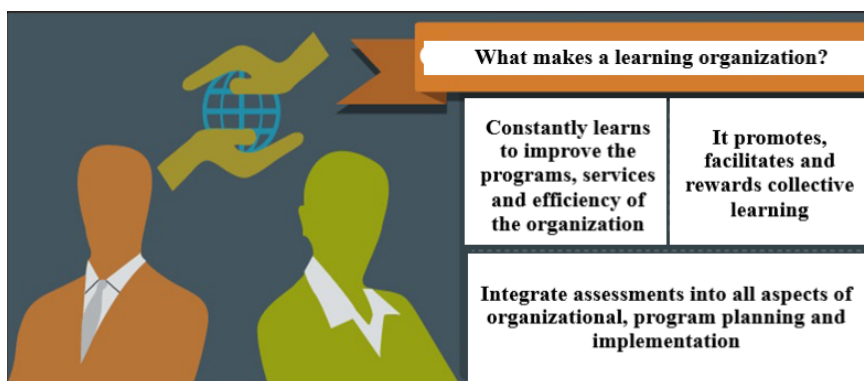 What makes a learning organization?
Constantly learns
to improve the
programs, services
and efficiency of
the organization
It promotes,
facilitates and
rewards collective
learning
Integrate assessments into all aspects of
organizational, program planning and
implementation